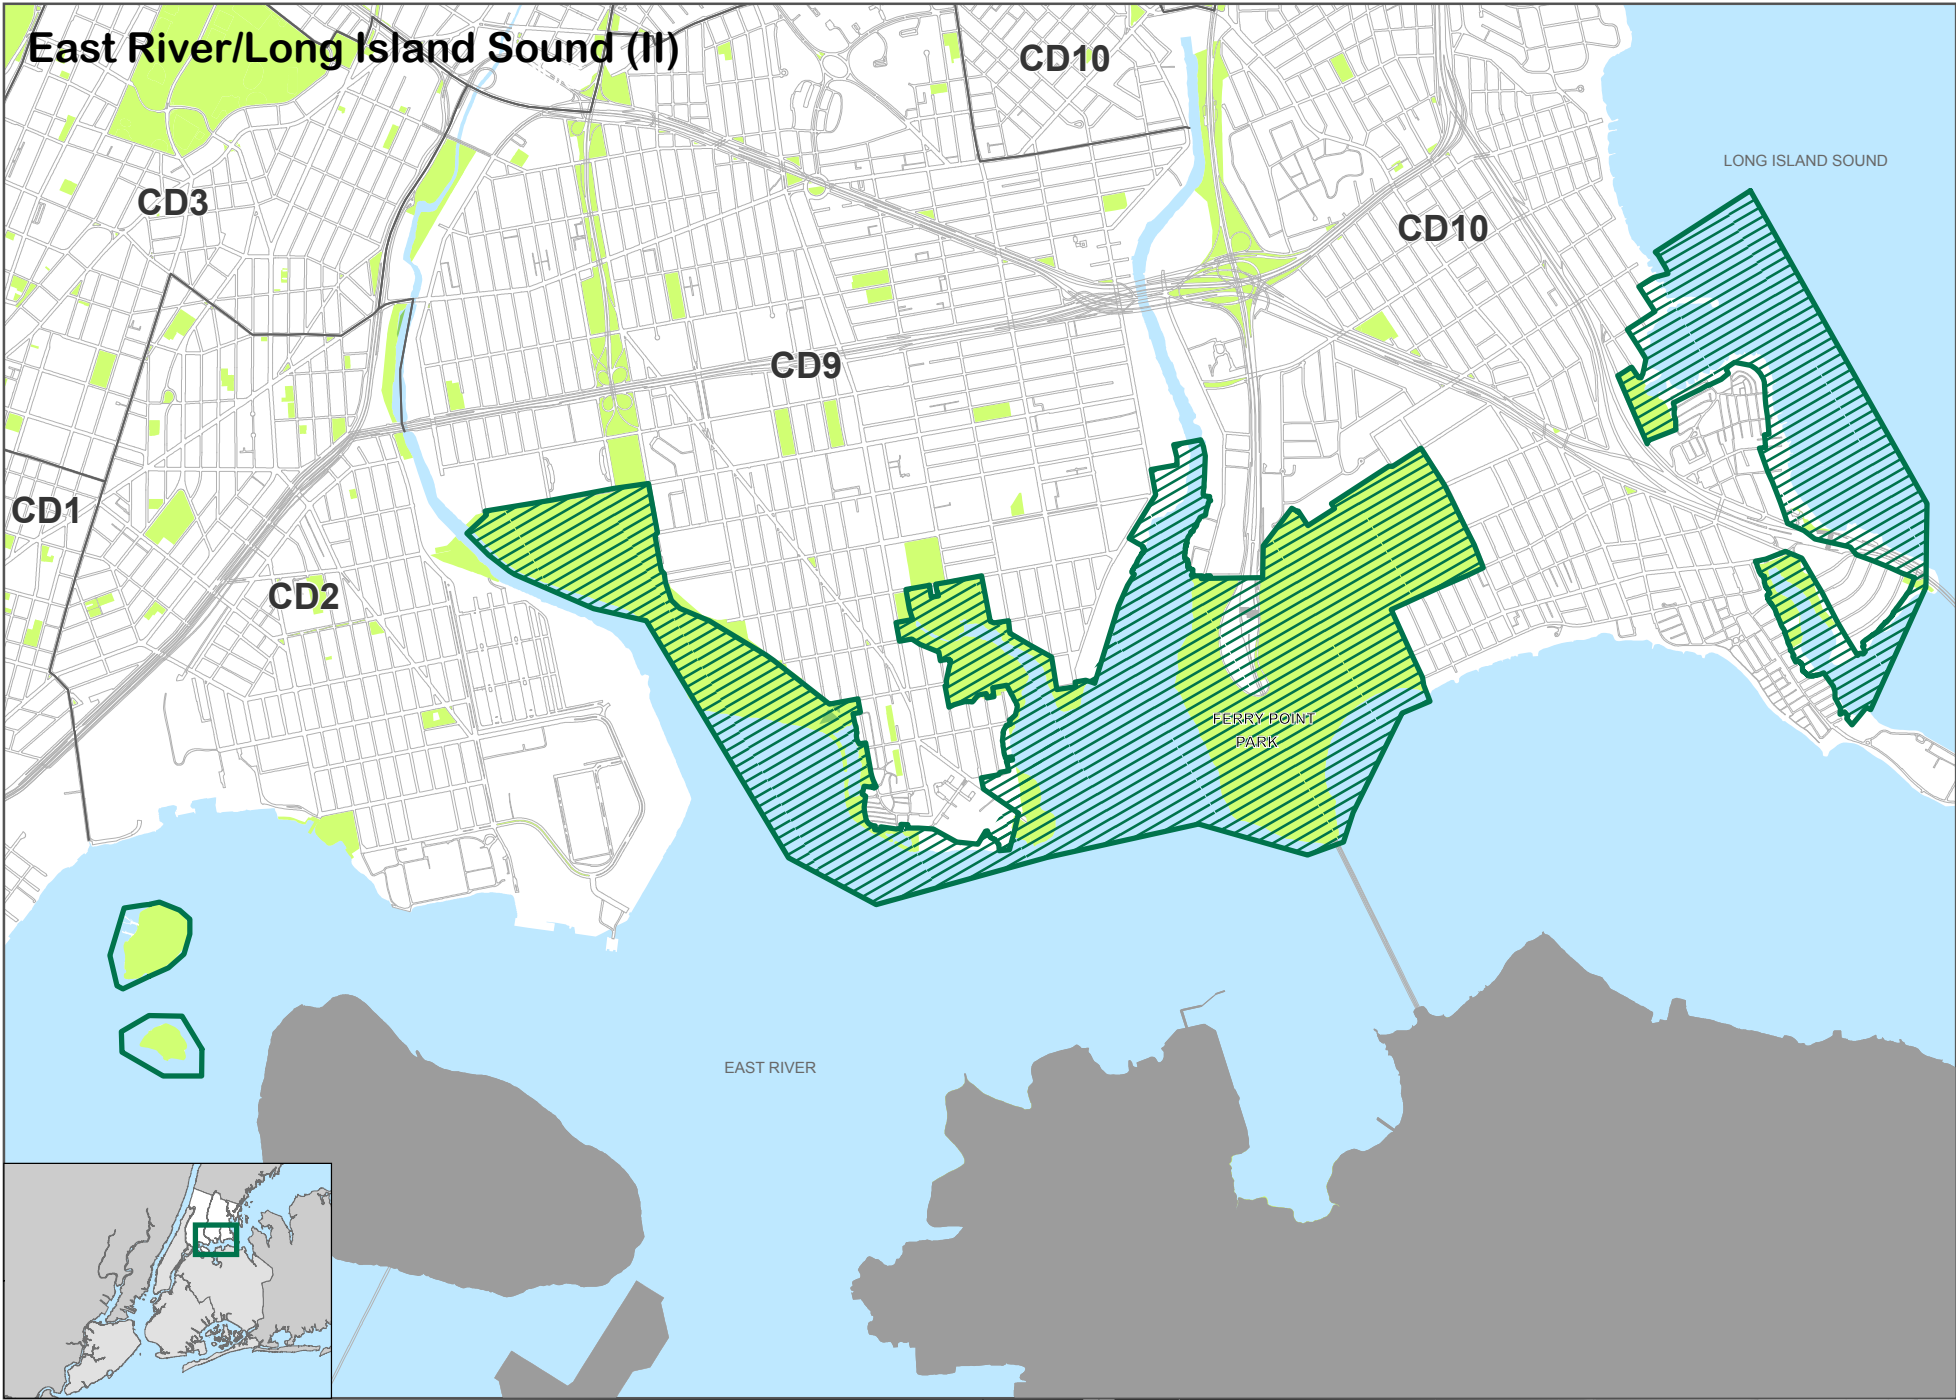 East River/Long Island Sound (II)
CD10
LONG ISLAND SOUND
CD3
CD10
CD9
CD1
CD2
FERRY POINT
PARK
EAST RIVER